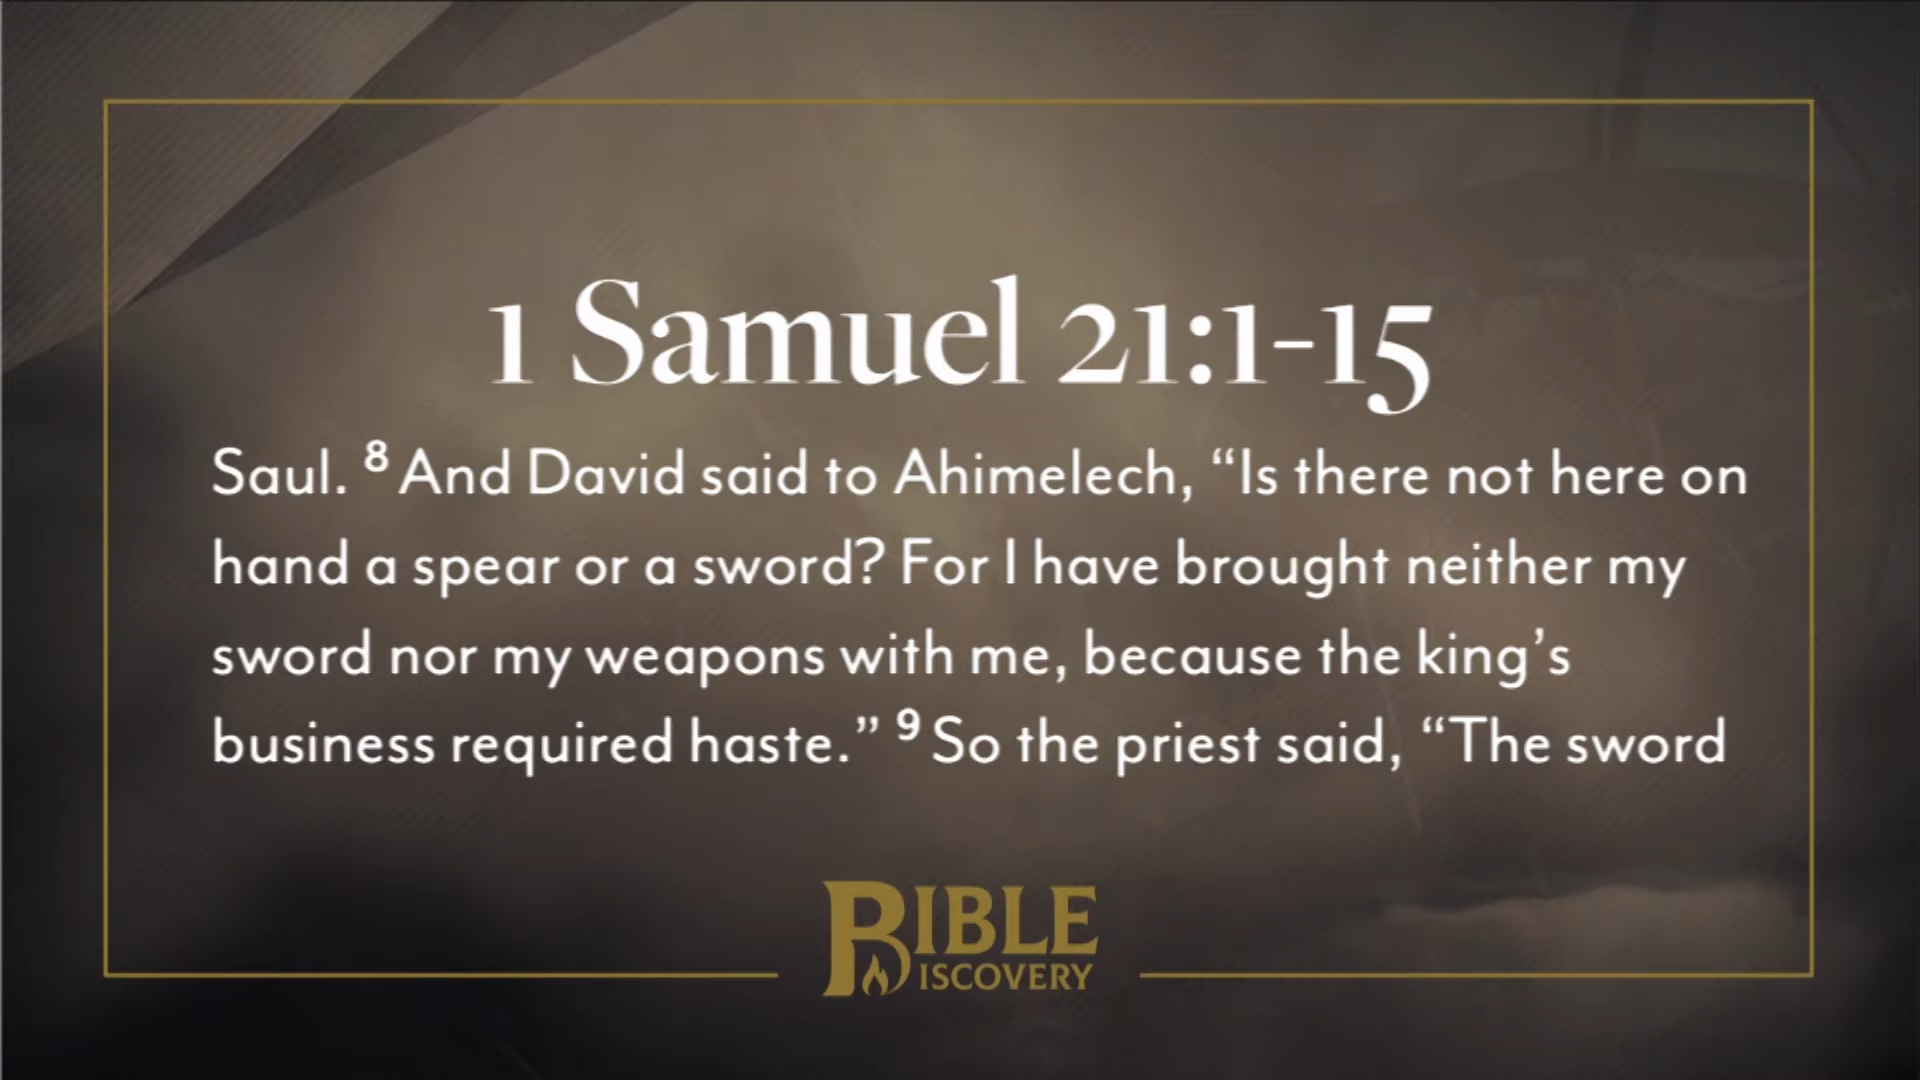 1 Samuel 21:1-15
Saul. 8 And David said to Ahimelech, “Is there not here on
hand a spear or a sword? For I have brought neither my
sword nor my weapons with me, because the king’s
business required haste.” 9 So the priest said, “The sword
BIBLE
DISCOVERY